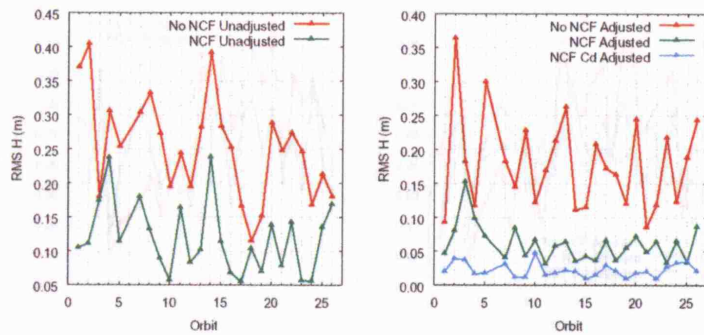 0.45
0.40
0.35
0.30
0.25
0.20
0.15
0.10
0.05
RMS H (m)
No NCF Unadjusted
NCF Unadjusted
0 5 10 15 20 25
Orbit
0.40
0.35
0.30
0.25
0.20
0.15
0.10
0.05
0.00
RMS H (m)
No NCF Adjusted
NCF Adjusted
NCF Cd Adjusted
0 5 10 15 20 25
Orbit